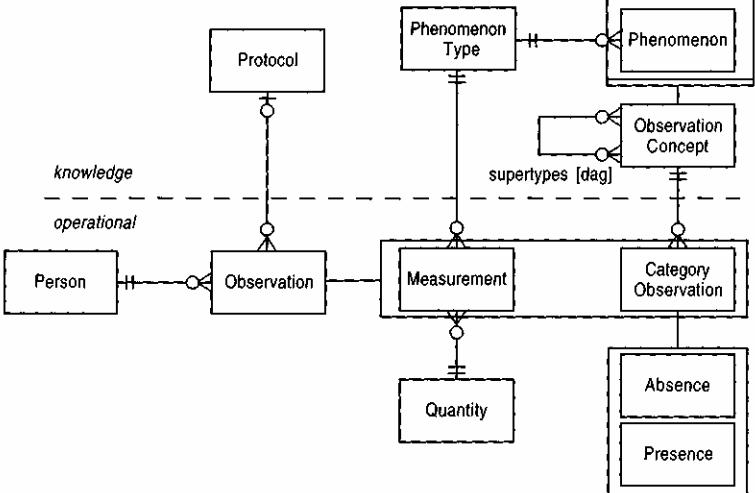 Phenomenon
Type
Phenomenon
Protocol
Observation
Concept
supertypes [dag]
knowledge
operational
Person
Observation
Measurement
Category
Observation
Quantity
Absence
Presence